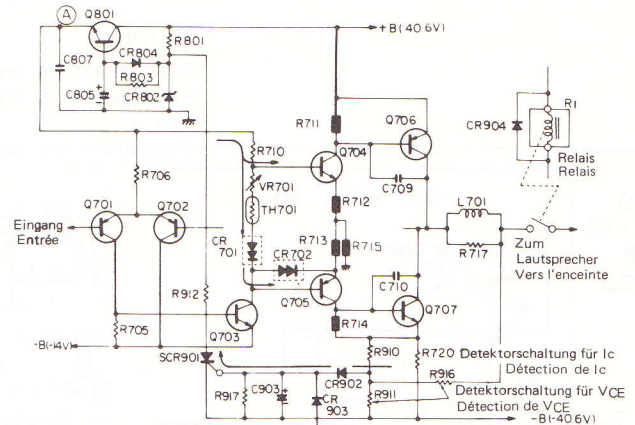 A
Q801
+B(40.6V)
R801
CR804
C807
R803
C805
CR802
R710
R711
Q706
Q704
CR904
R1
Relais
Relais
R706
VR701
TH701
R712
C709
Q701
Q702
L701
Eingang
Entrée
CR
701
CR702
R713
R715
R717
Zum
Lautsprecher
Vers l'enceinte
R912
Q705
C710
Q707
R705
Q703
R714
-B(-14V)
SCR901
R910
R720
Detektorschaltung für Ic
Détection de Ic
R916
CR902
R917
C903
CR
903
R911
Detektorschaltung für VCE
Détection de VCE
-B(-40.6V)